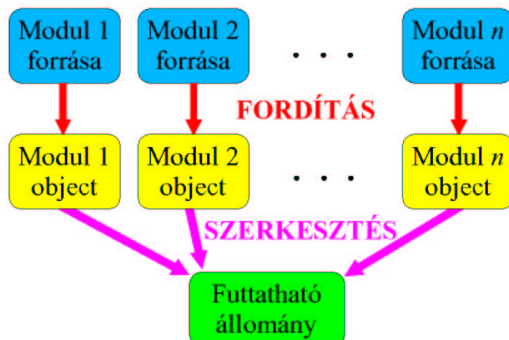 Modul 1
forrása
Modul 2
forrása
. . .
Modul n
forrása
FORDÍTÁS
Modul 1
object
Modul 2
object
. . .
Modul n
object
SZERKESZTÉS
Futtatható
állomány